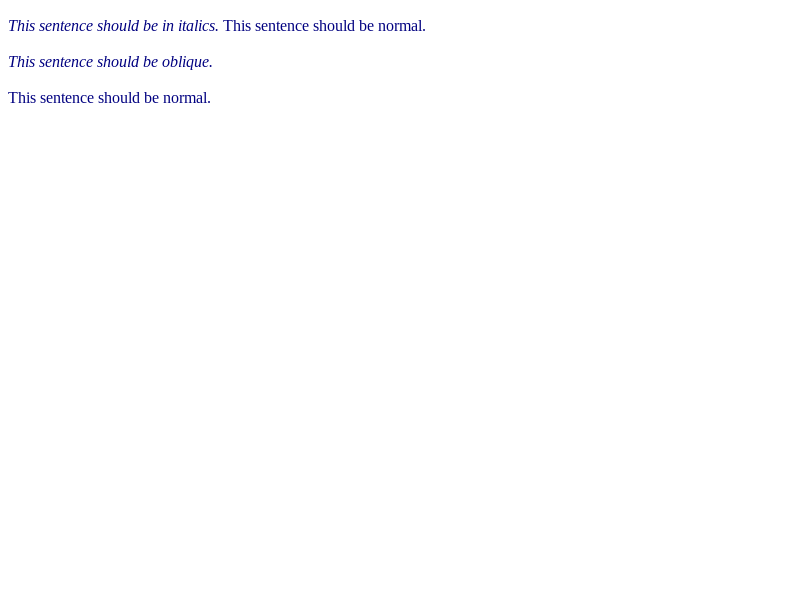 This sentence should be in italics. This sentence should be normal.
This sentence should be oblique.
This sentence should be normal.